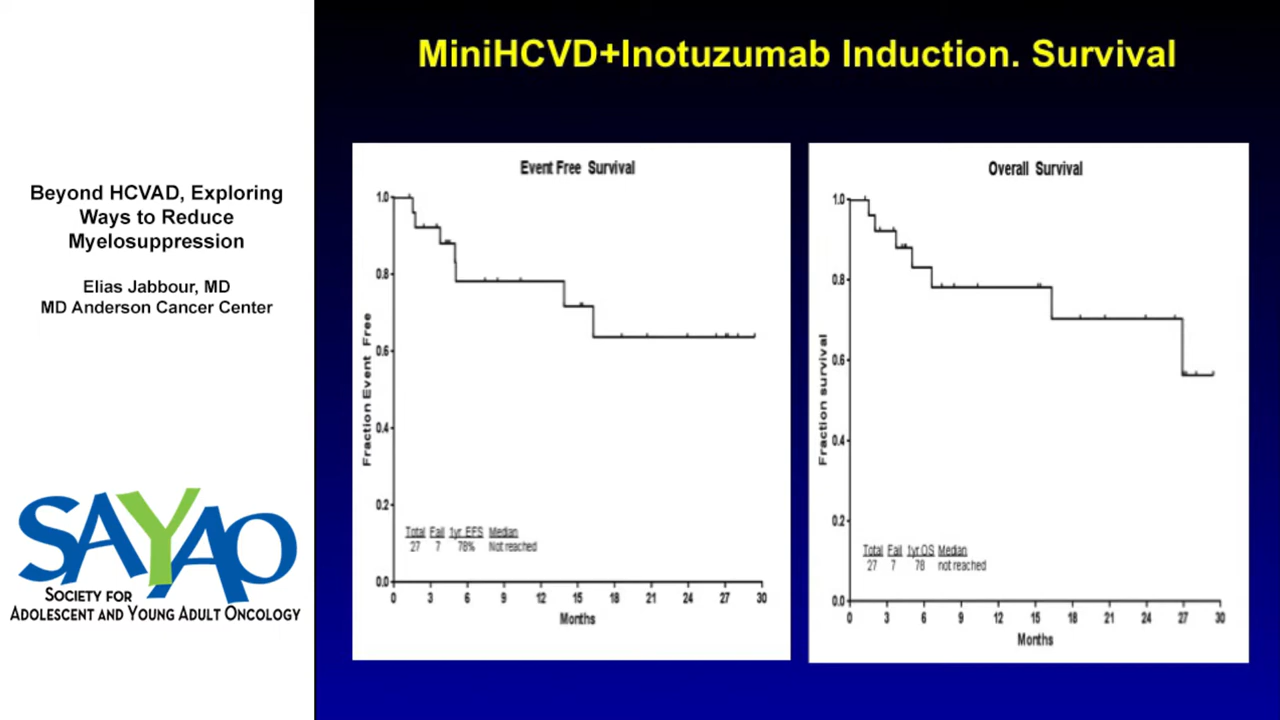 MiniHCVD+Inotuzumab Induction. Survival
Beyond HCVAD, Exploring
Ways to Reduce
Myelosuppression
Elias Jabbour, MD
MD Anderson Cancer Center
SAYAO
SOCIETY FOR
ADOLESCENT AND YOUNG ADULT ONCOLOGY
Event Free Survival
Fraction Event Free
1.0
0.8
0.6
0.4
0.2
0.0
Total Fail 1yr. EFS Median
27 7 78% Not reached
0 3 6 9 12 15 18 21 24 27 30
Months
Overall Survival
Fraction survival
1.0
0.8
0.6
0.4
0.2
0.0
Total Fail 1yr.OS Median
27 7 78 not reached
0 3 6 9 12 15 18 21 24 27 30
Months